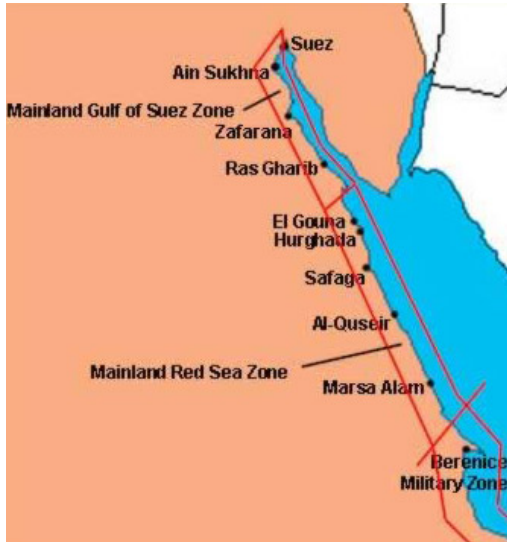 Suez
Ain Sukhna
Mainland Gulf of Suez Zone
Zafarana
Ras Gharib
El Gouna
Hurghada
Safaga
Al-Quseir
Mainland Red Sea Zone
Marsa Alam
Berenice
Military Zone